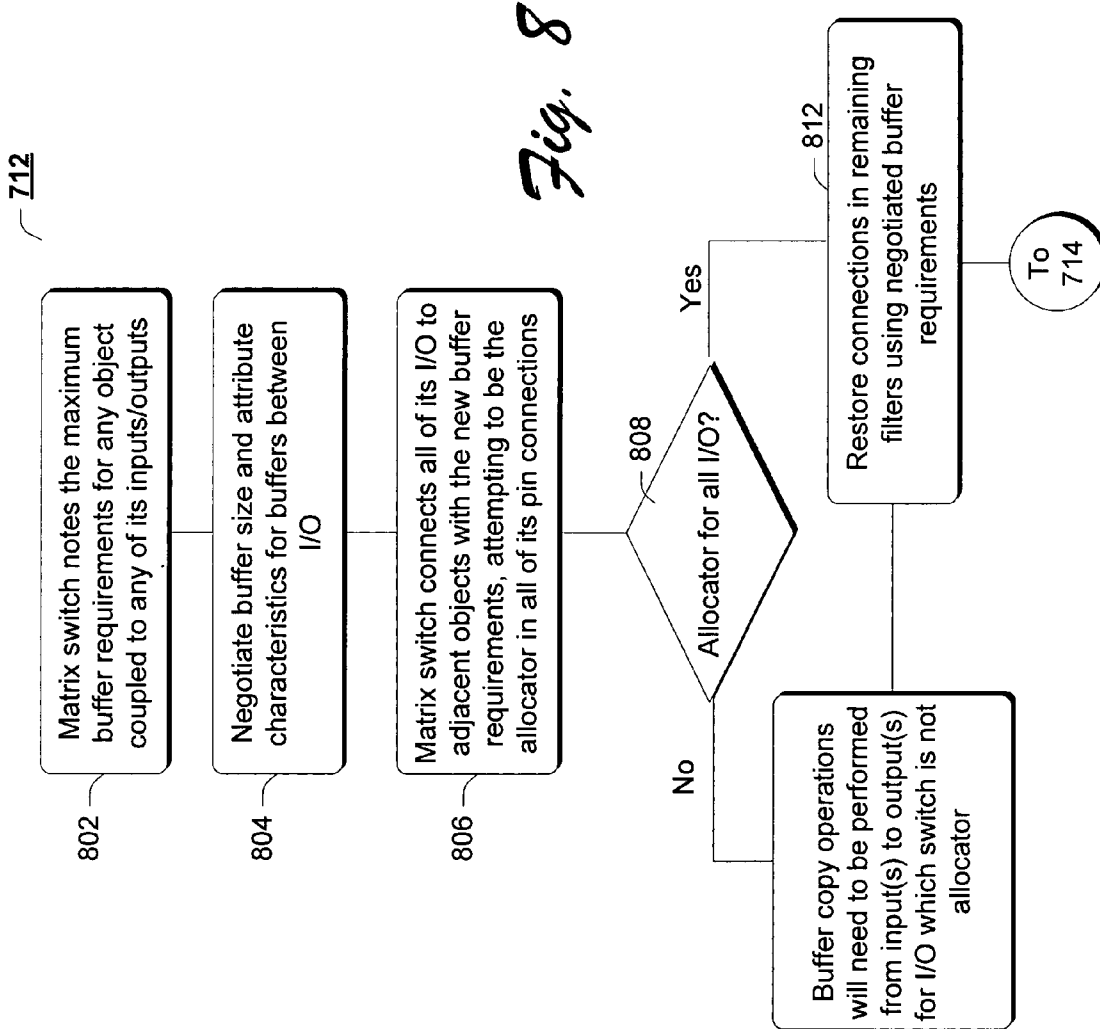 712
Matrix switch notes the maximum
buffer requirements for any object
coupled to any of its inputs/outputs
802
Negotiate buffer size and attribute
characteristics for buffers between
I/O
804
Matrix switch connects all of its I/O to
adjacent objects with the new buffer
requirements, attempting to be the
allocator in all of its pin connections
806
Allocator for all I/O?
808
No
Yes
Buffer copy operations
will need to be performed
from input(s) to output(s)
for I/O which switch is not
allocator
812
Restore connections in remaining
filters using negotiated buffer
requirements
To
714
Fig. 8